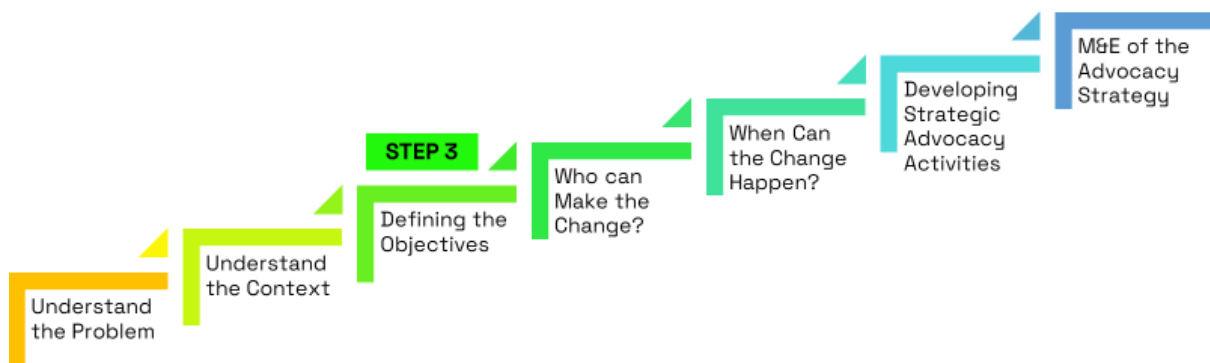 Understand
the Problem
Understand
the Context
STEP 3
Defining the
Objectives
Who can
Make the
Change?
When Can
the Change
Happen?
Developing
Strategic
Advocacy
Activities
M&E of the
Advocacy
Strategy